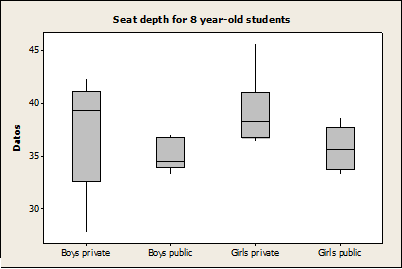 Seat depth for 8 year-old students
Datos
45
40
35
30
Boys private
Boys public
Girls private
Girls public